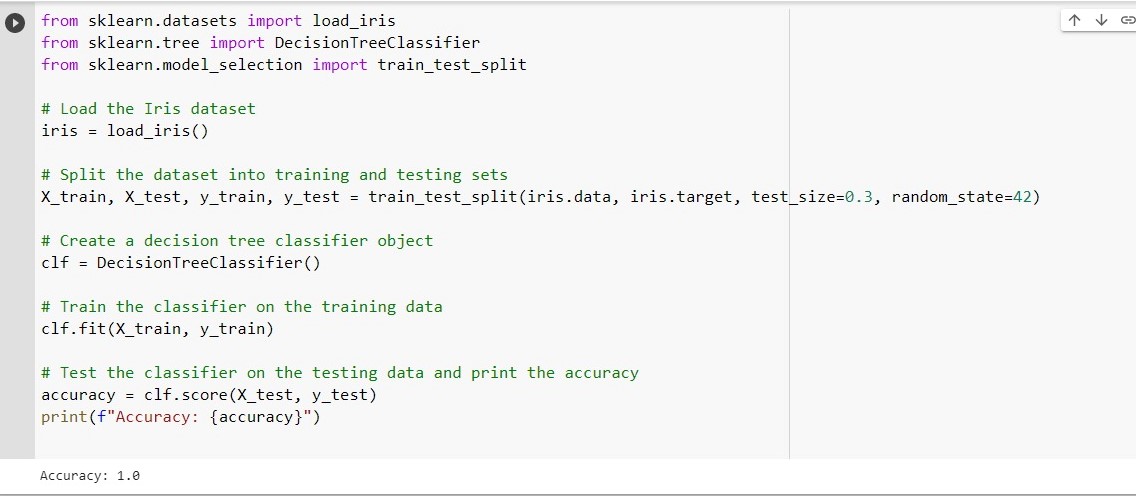 from sklearn.datasets import load_iris
from sklearn.tree import DecisionTreeClassifier
from sklearn.model_selection import train_test_split
# Load the Iris dataset
iris = load_iris()
# Split the dataset into training and testing sets
X_train, X_test, y_train, y_test = train_test_split(iris.data, iris.target, test_size=0.3, random_state=42)
# Create a decision tree classifier object
clf = DecisionTreeClassifier()
# Train the classifier on the training data
clf.fit(X_train, y_train)
# Test the classifier on the testing data and print the accuracy
accuracy = clf.score(X_test, y_test)
print(f"Accuracy: {accuracy}")
Accuracy: 1.0